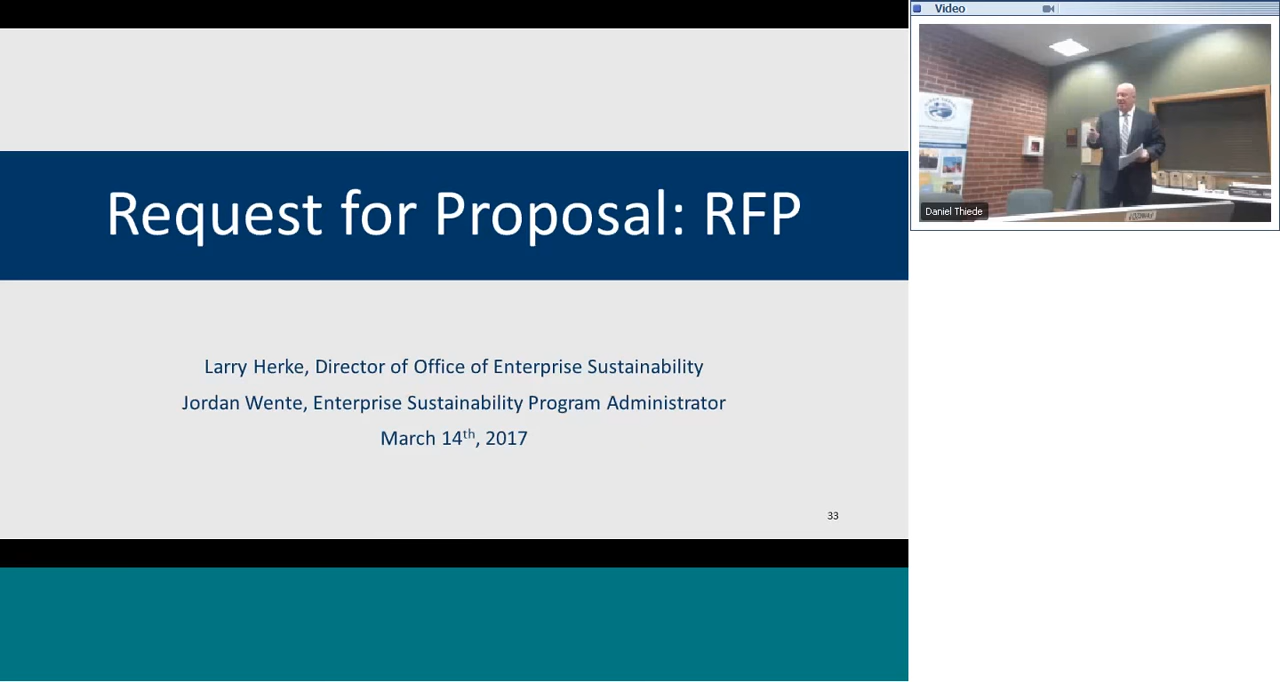 Request for Proposal: RFP
Larry Herke, Director of Office of Enterprise Sustainability
Jordan Wente, Enterprise Sustainability Program Administrator
March 14th, 2017
33
Video
Daniel Thiede